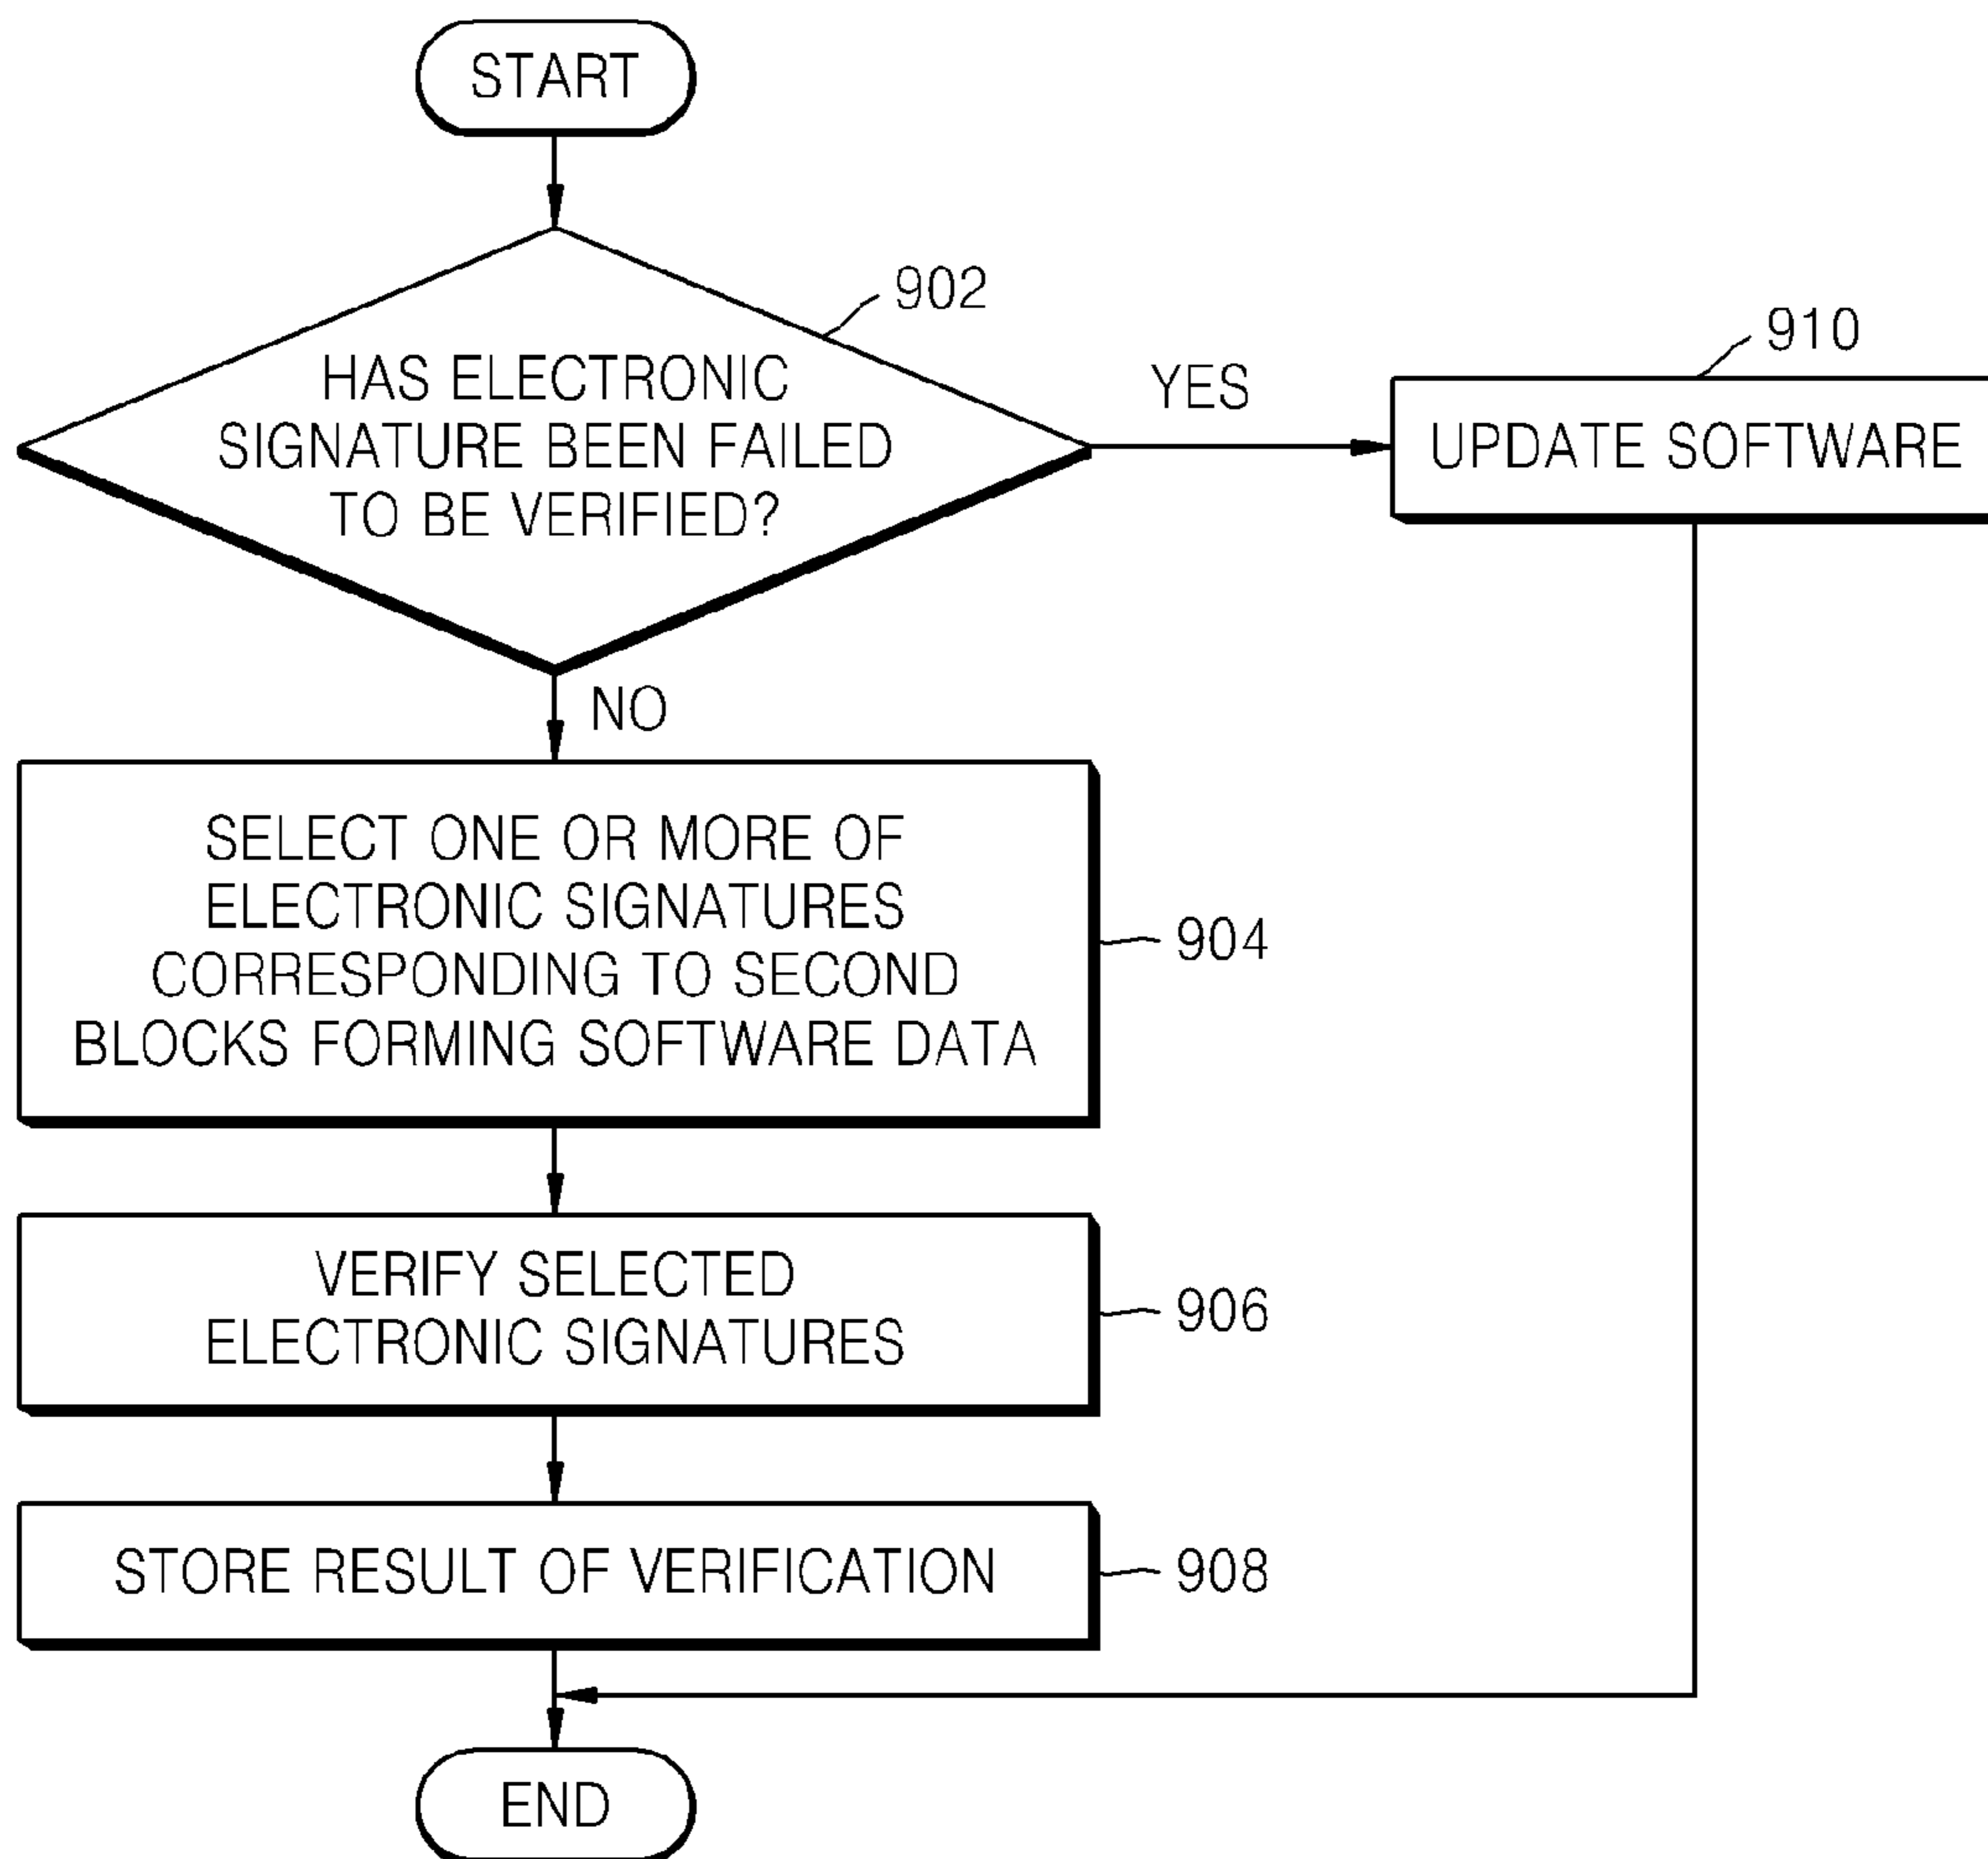 START
902
HAS ELECTRONIC
SIGNATURE BEEN FAILED
TO BE VERIFIED?
YES
910
UPDATE SOFTWARE
NO
SELECT ONE OR MORE OF
ELECTRONIC SIGNATURES
CORRESPONDING TO SECOND
BLOCKS FORMING SOFTWARE DATA
904
VERIFY SELECTED
ELECTRONIC SIGNATURES
906
STORE RESULT OF VERIFICATION
908
END